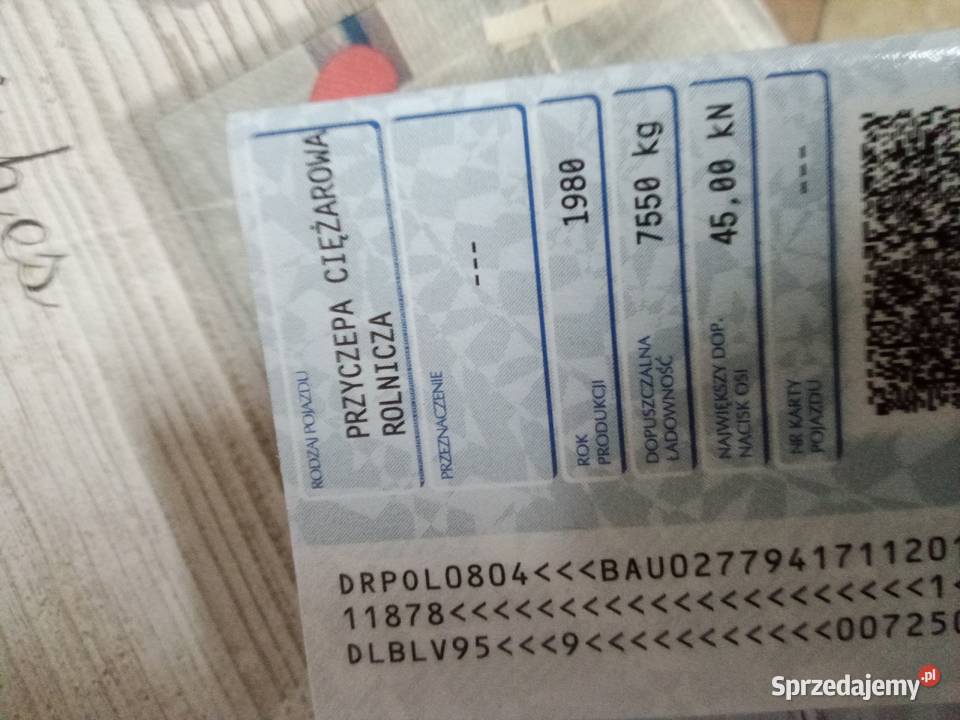 RODZAJ POJAZDU
PRZYCZEPA CIĘŻAROWA
ROLNICZA
PRZEZNACZENIE
---
ROK
PRODUKCJI
1980
DOPUSZCZALNA
ŁADOWNOŚĆ
7550 kg
NAJWIĘKSZY DOP.
NACISK OSI
45,00 kN
NR KARTY
POJAZDU
---
DRPOL0804<<<BAU0277941711201
11878<<<<<<<<<<<<<<<<<<<<<<1<
DLBLV95<<<9<<<<<<<<<<<<007250
Sprzedajemy.pl